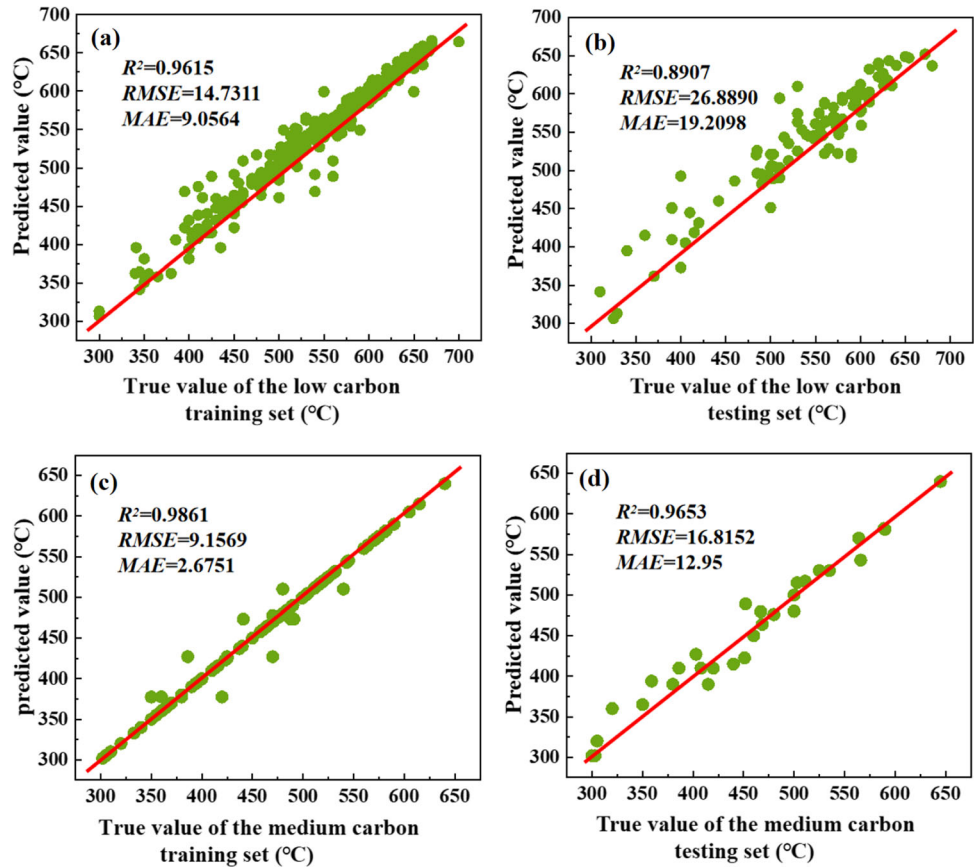 (a)
R²=0.9615
RMSE=14.7311
MAE=9.0564
Predicted value (℃)
700
650
600
550
500
450
400
350
300
300 350 400 450 500 550 600 650 700
True value of the low carbon
training set (℃)
(b)
R²=0.8907
RMSE=26.8890
MAE=19.2098
Predicted value (℃)
700
650
600
550
500
450
400
350
300
300 350 400 450 500 550 600 650 700
True value of the low carbon
testing set (℃)
(c)
R²=0.9861
RMSE=9.1569
MAE=2.6751
predicted value (℃)
650
600
550
500
450
400
350
300
300 350 400 450 500 550 600 650
True value of the medium carbon
training set (℃)
(d)
R²=0.9653
RMSE=16.8152
MAE=12.95
Predicted value (℃)
650
600
550
500
450
400
350
300
300 350 400 450 500 550 600 650
True value of the medium carbon
testing set (℃)